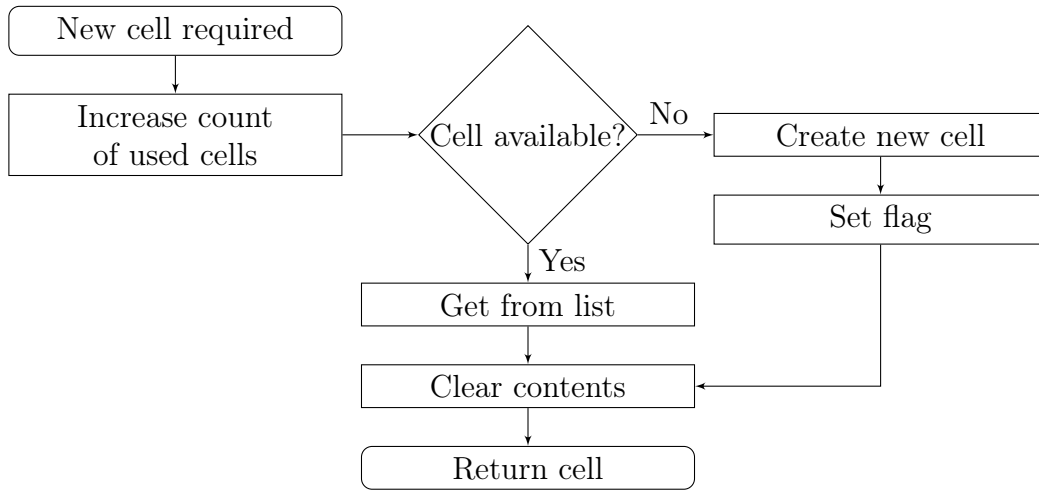 New cell required
Increase count
of used cells
Cell available?
No
Create new cell
Set flag
Yes
Get from list
Clear contents
Return cell